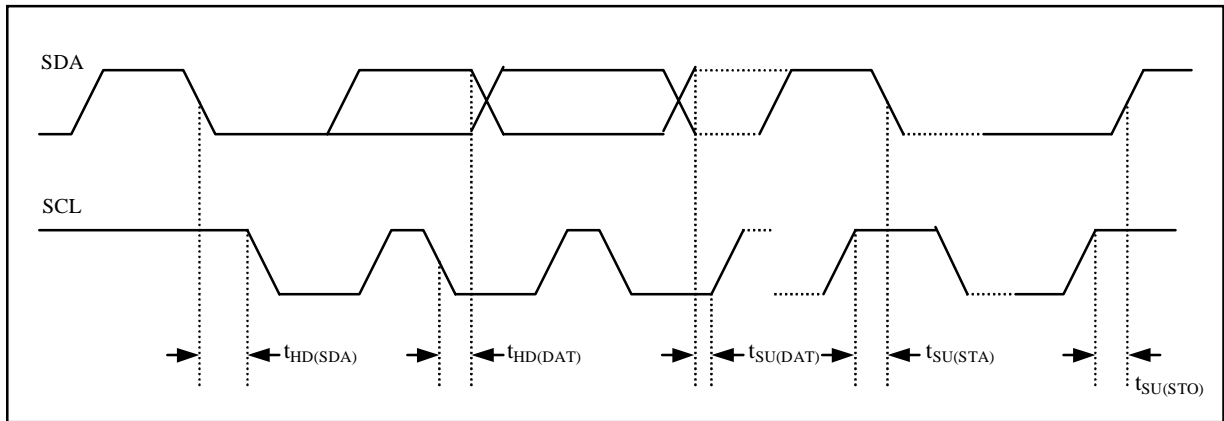 SDA
SCL
tHD(SDA)
tHD(DAT)
tSU(DAT)
tSU(STA)
tSU(STO)